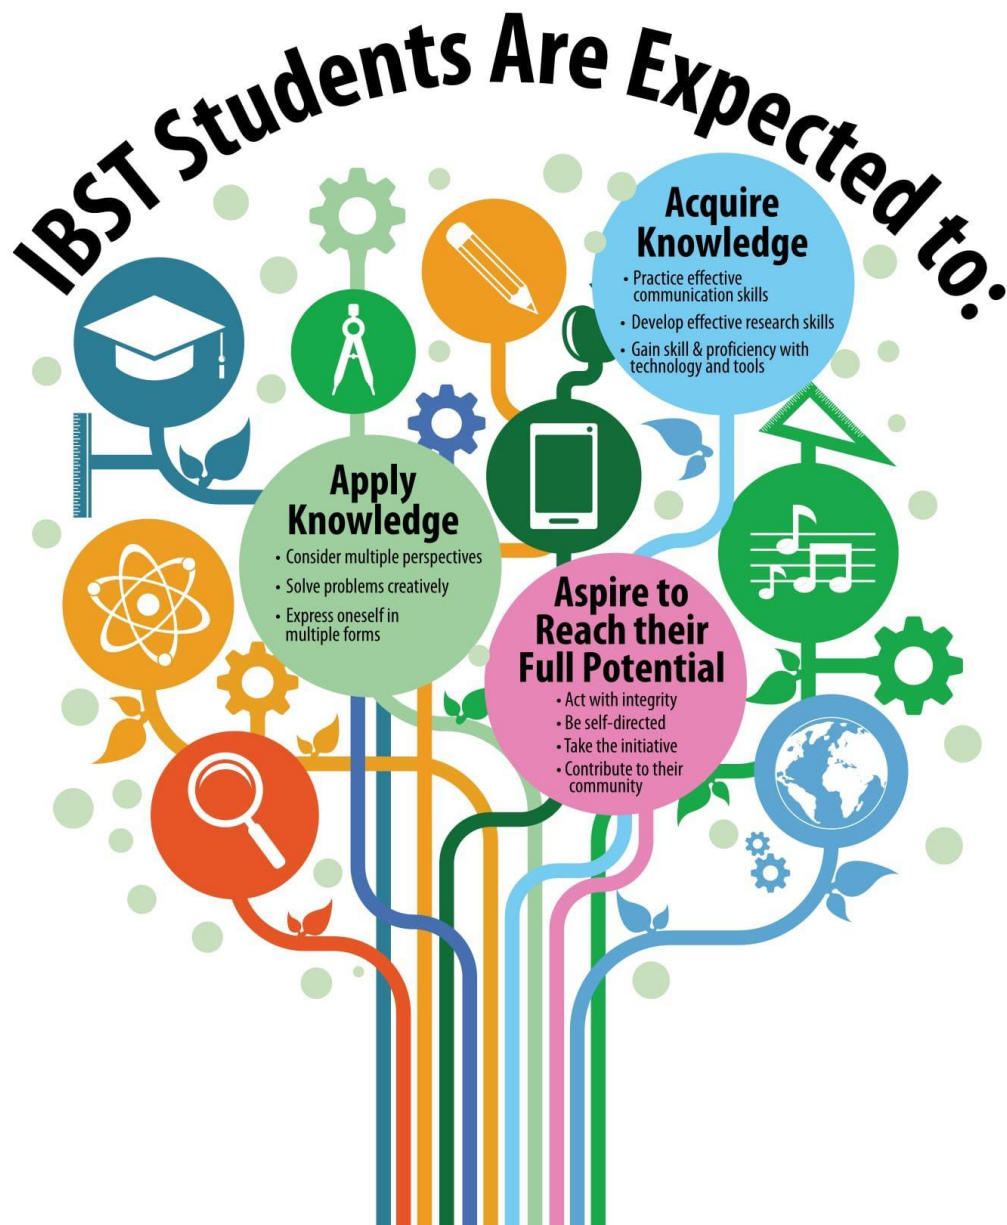 IBST Students Are Expected to:
Acquire
Knowledge
• Practice effective
communication skills
• Develop effective research skills
• Gain skill & proficiency with
technology and tools
Apply
Knowledge
• Consider multiple perspectives
• Solve problems creatively
• Express oneself in
multiple forms
Aspire to
Reach their
Full Potential
• Act with integrity
• Be self-directed
• Take the initiative
• Contribute to their
community